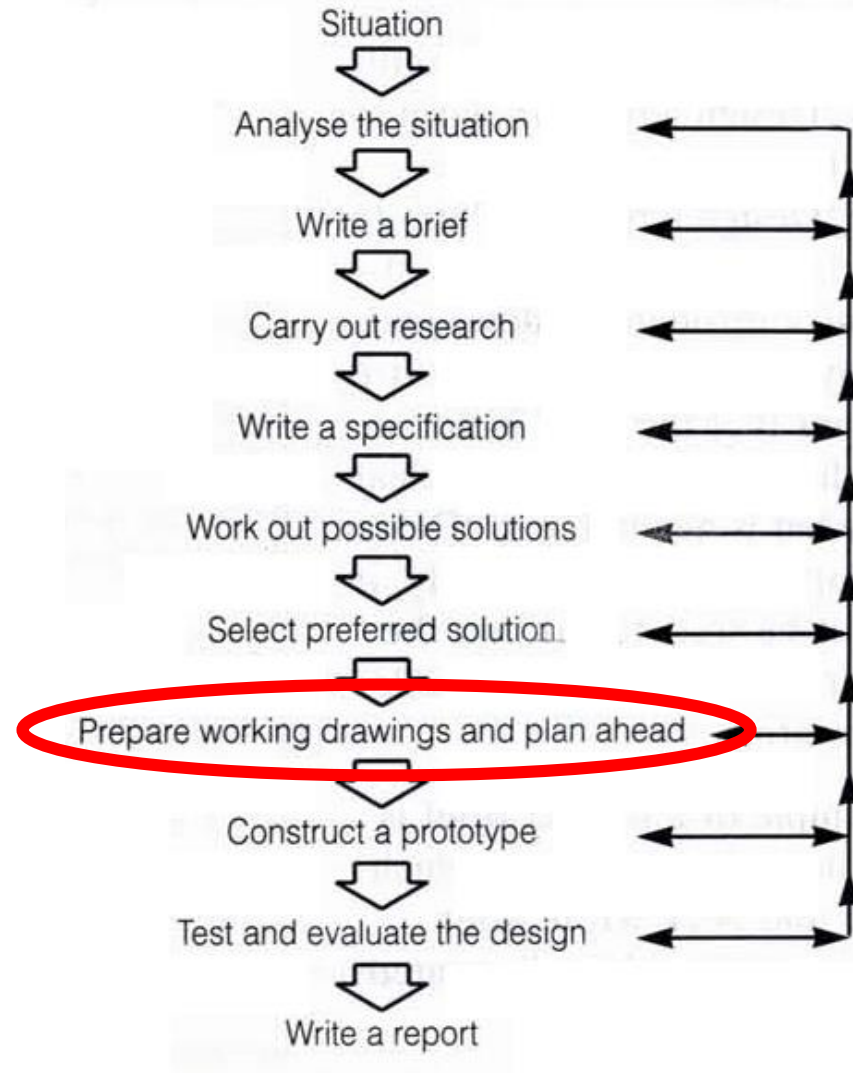 Situation
Analyse the situation
Write a brief
Carry out research
Write a specification
Work out possible solutions
Select preferred solution.
Prepare working drawings and plan ahead
Construct a prototype
Test and evaluate the design
Write a report